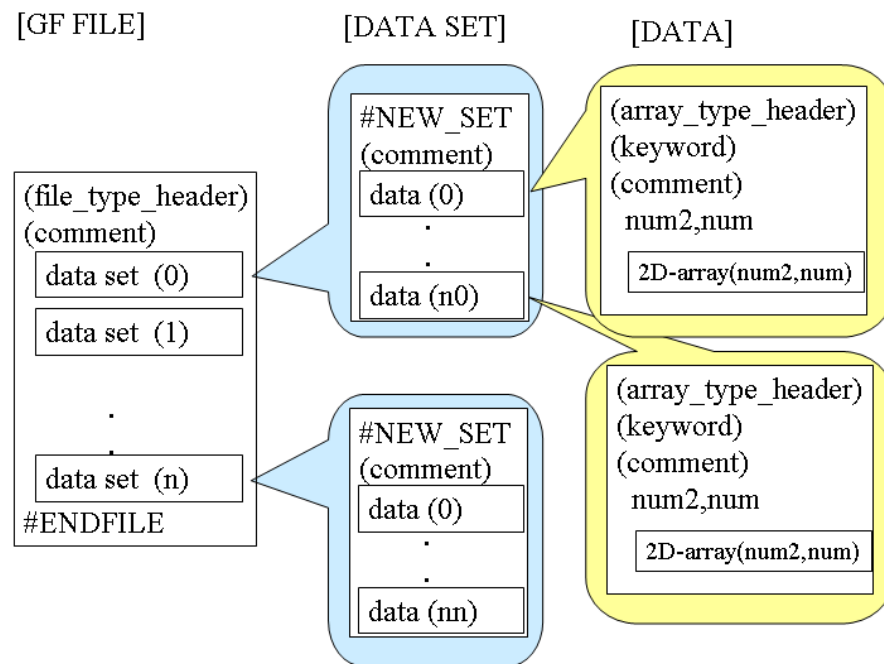 [GF FILE]
[DATA SET]
[DATA]
(file_type_header)
(comment)
data set (0)
data set (1)
.
.
data set (n)
#ENDFILE
#NEW_SET
(comment)
data (0)
.
.
data (n0)
#NEW_SET
(comment)
data (0)
.
.
data (nn)
(array_type_header)
(keyword)
(comment)
num2,num
2D-array(num2,num)
(array_type_header)
(keyword)
(comment)
num2,num
2D-array(num2,num)